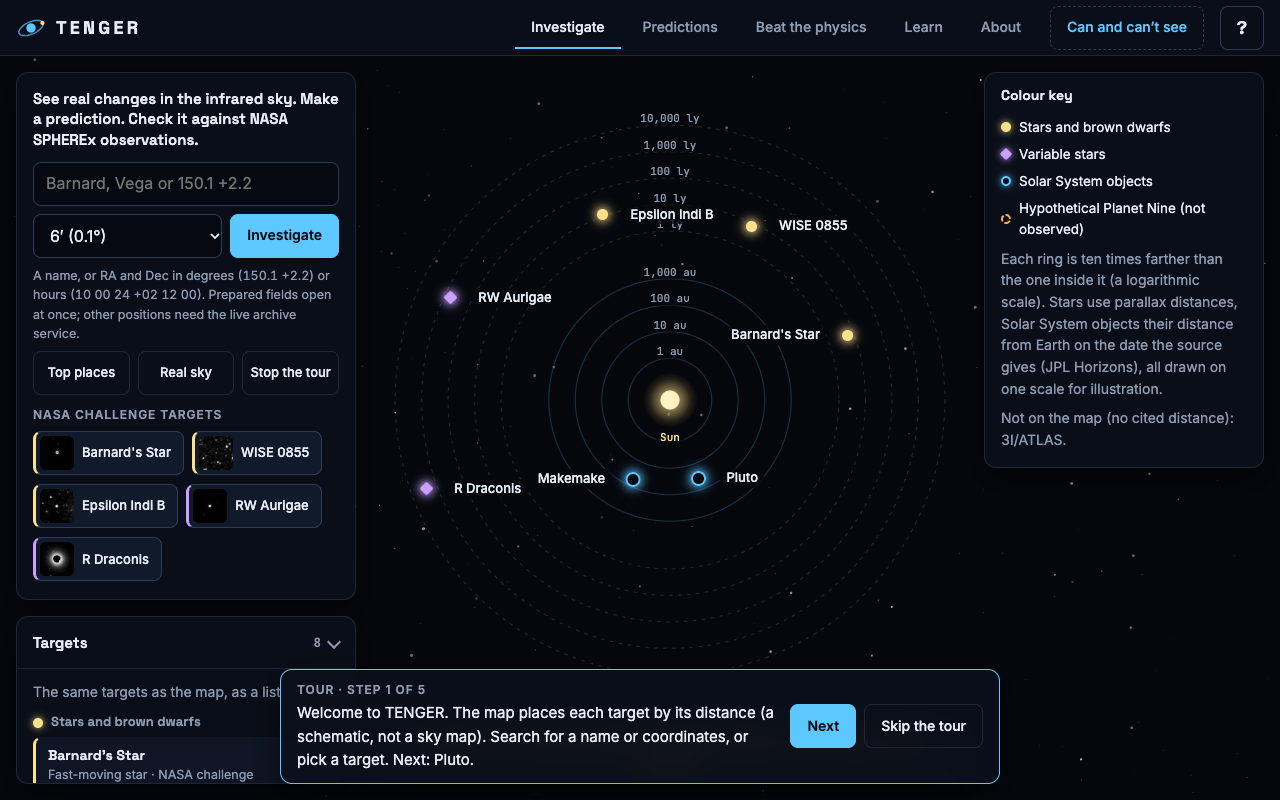 TENGER
Investigate
Predictions
Beat the physics
Learn
About
Can and can't see
?
See real changes in the infrared sky. Make
a prediction. Check it against NASA
SPHEREx observations.
Barnard, Vega or 150.1 +2.2
6′ (0.1°)
Investigate
A name, or RA and Dec in degrees (150.1 +2.2) or
hours (10 00 24 +02 12 00). Prepared fields open
at once; other positions need the live archive
service.
Top places
Real sky
Stop the tour
NASA CHALLENGE TARGETS
Barnard's Star
WISE 0855
Epsilon Indi B
RW Aurigae
R Draconis
Targets
8
The same targets as the map, as a list
Stars and brown dwarfs
Barnard's Star
Fast-moving star · NASA challenge
10,000 ly
1,000 ly
100 ly
10 ly
Epsilon Indi B
WISE 0855
1 ly
1,000 au
RW Aurigae
100 au
10 au
Barnard's Star
1 au
Sun
Makemake
Pluto
R Draconis
Colour key
Stars and brown dwarfs
Variable stars
Solar System objects
Hypothetical Planet Nine (not
observed)
Each ring is ten times farther than
the one inside it (a logarithmic
scale). Stars use parallax distances,
Solar System objects their distance
from Earth on the date the source
gives (JPL Horizons), all drawn on
one scale for illustration.
Not on the map (no cited distance):
3I/ATLAS.
TOUR · STEP 1 OF 5
Welcome to TENGER. The map places each target by its distance (a
schematic, not a sky map). Search for a name or coordinates, or
pick a target. Next: Pluto.
Next
Skip the tour